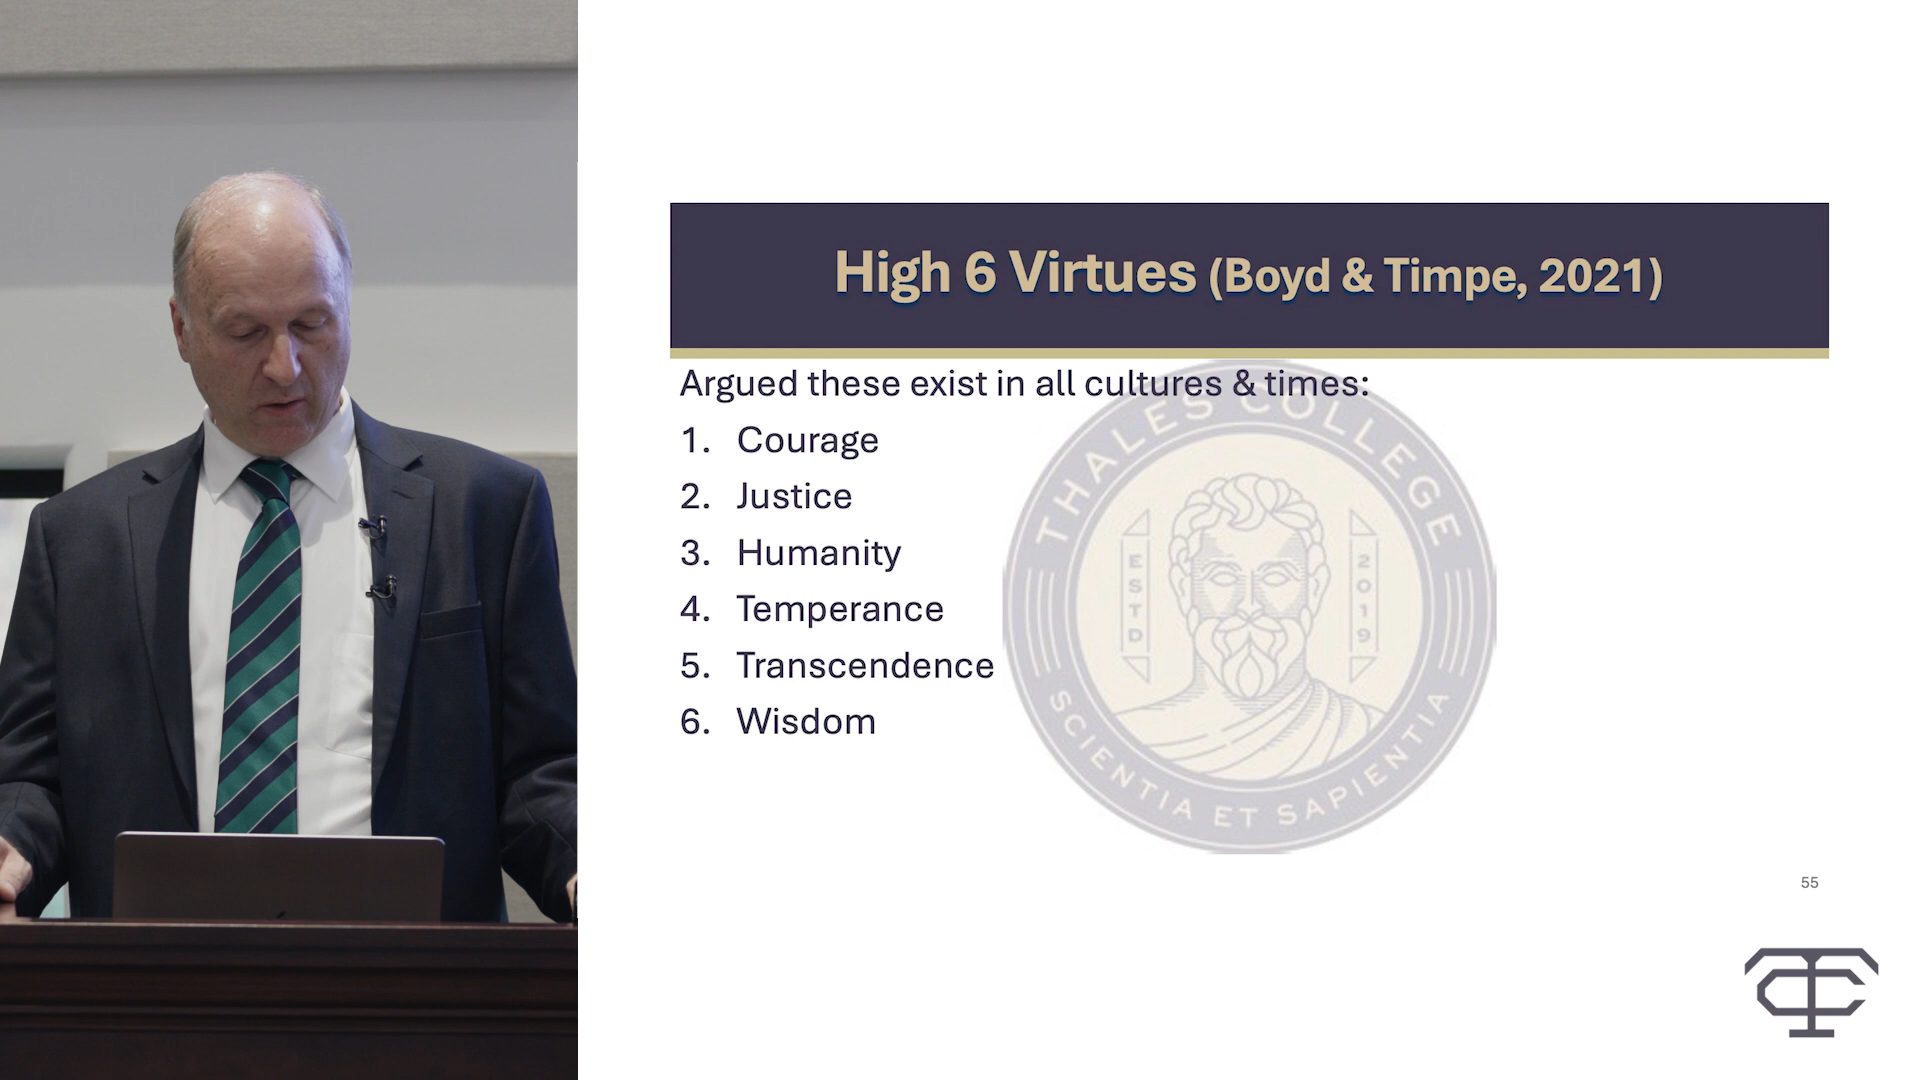 High 6 Virtues (Boyd & Timpe, 2021)
Argued these exist in all cultures & times:
1. Courage
2. Justice
3. Humanity
4. Temperance
5. Transcendence
6. Wisdom
THALES COLLEGE
ESTD
2019
SCIENTIA ET SAPIENTIA
55
TC